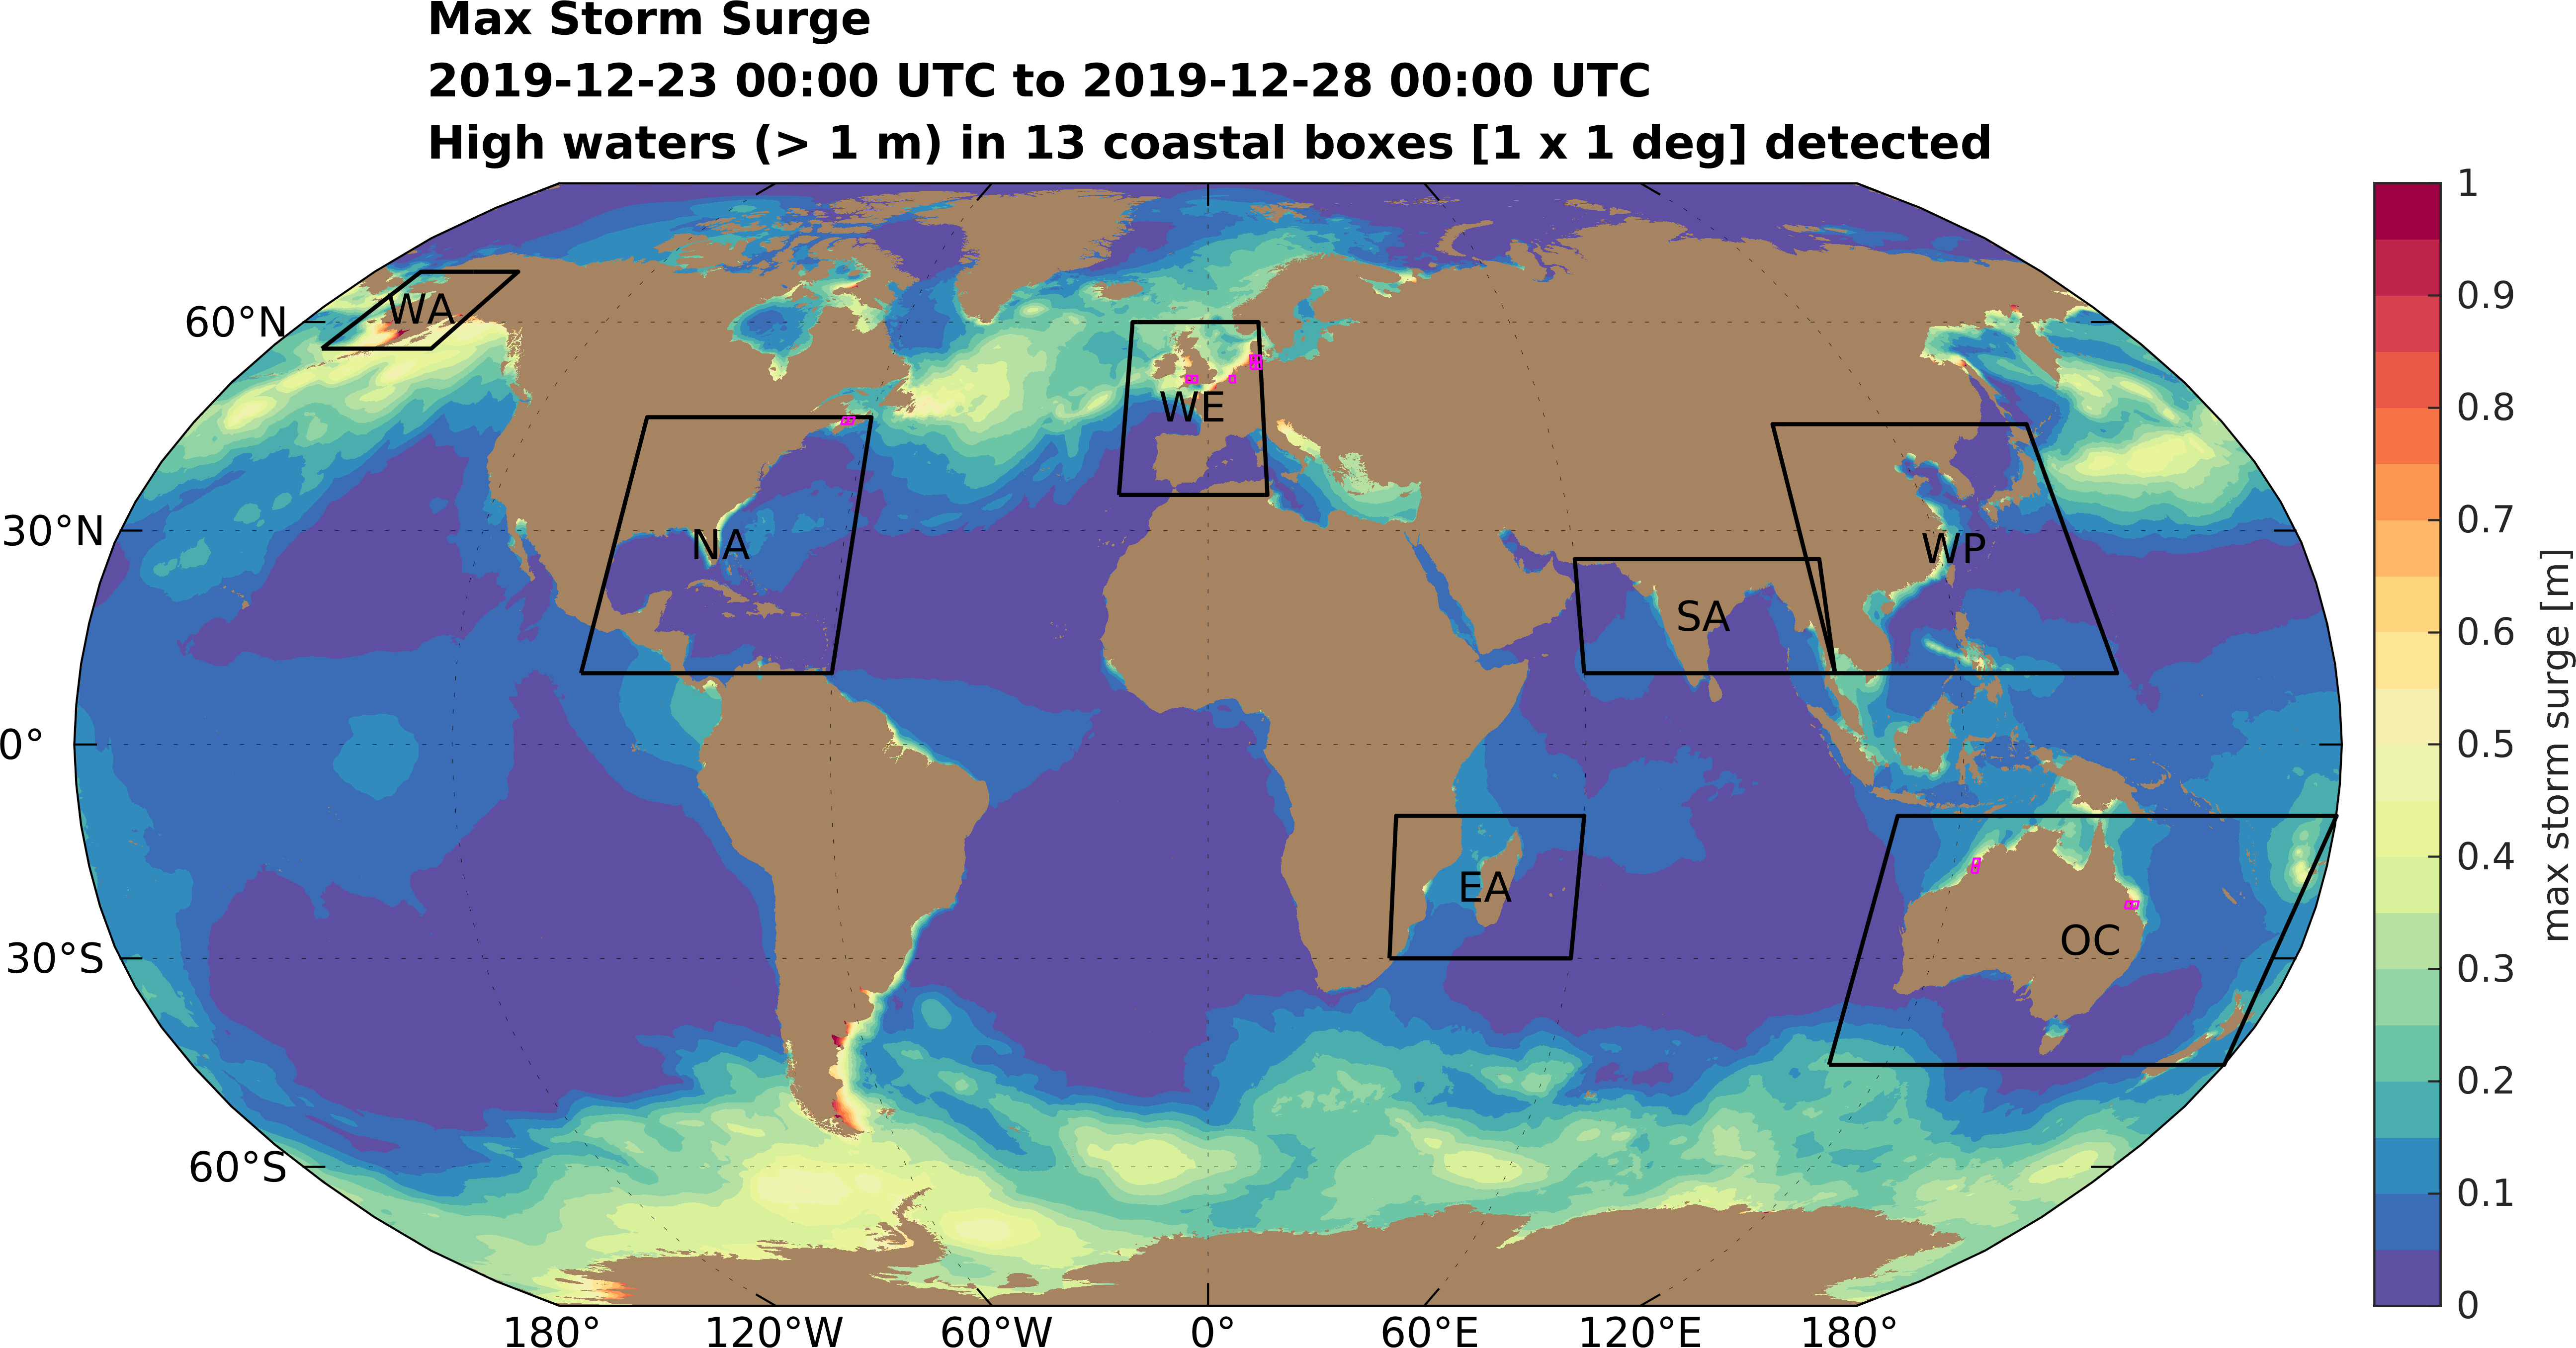 Max Storm Surge
2019-12-23 00:00 UTC to 2019-12-28 00:00 UTC
High waters (> 1 m) in 13 coastal boxes [1 x 1 deg] detected
60°N
30°N
0°
30°S
60°S
180°
120°W
60°W
0°
60°E
120°E
180°
WA
NA
WE
SA
WP
EA
OC
1
0.9
0.8
0.7
0.6
0.5
0.4
0.3
0.2
0.1
0
max storm surge [m]